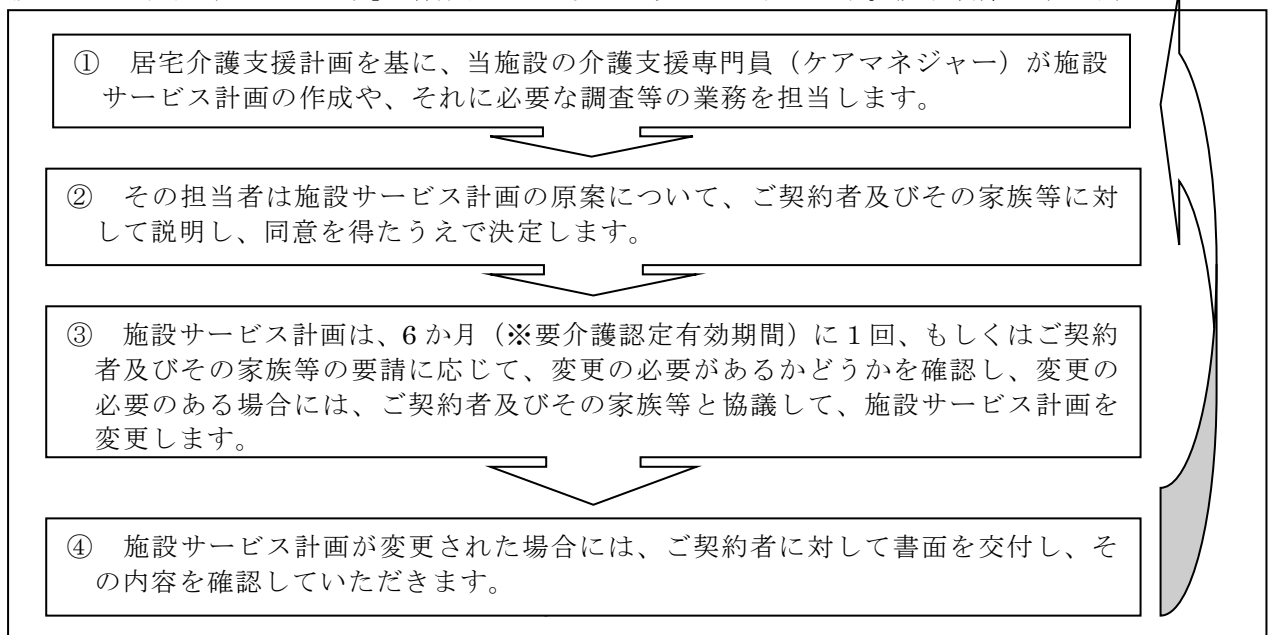 ① 居宅介護支援計画を基に、当施設の介護支援専門員（ケアマネジャー）が施設
サービス計画の作成や、それに必要な調査等の業務を担当します。
② その担当者は施設サービス計画の原案について、ご契約者及びその家族等に対
して説明し、同意を得たうえで決定します。
③ 施設サービス計画は、6 か月（※要介護認定有効期間）に 1 回、もしくはご契約
者及びその家族等の要請に応じて、変更の必要があるかどうかを確認し、変更の
必要のある場合には、ご契約者及びその家族等と協議して、施設サービス計画を
変更します。
④ 施設サービス計画が変更された場合には、ご契約者に対して書面を交付し、そ
の内容を確認していただきます。